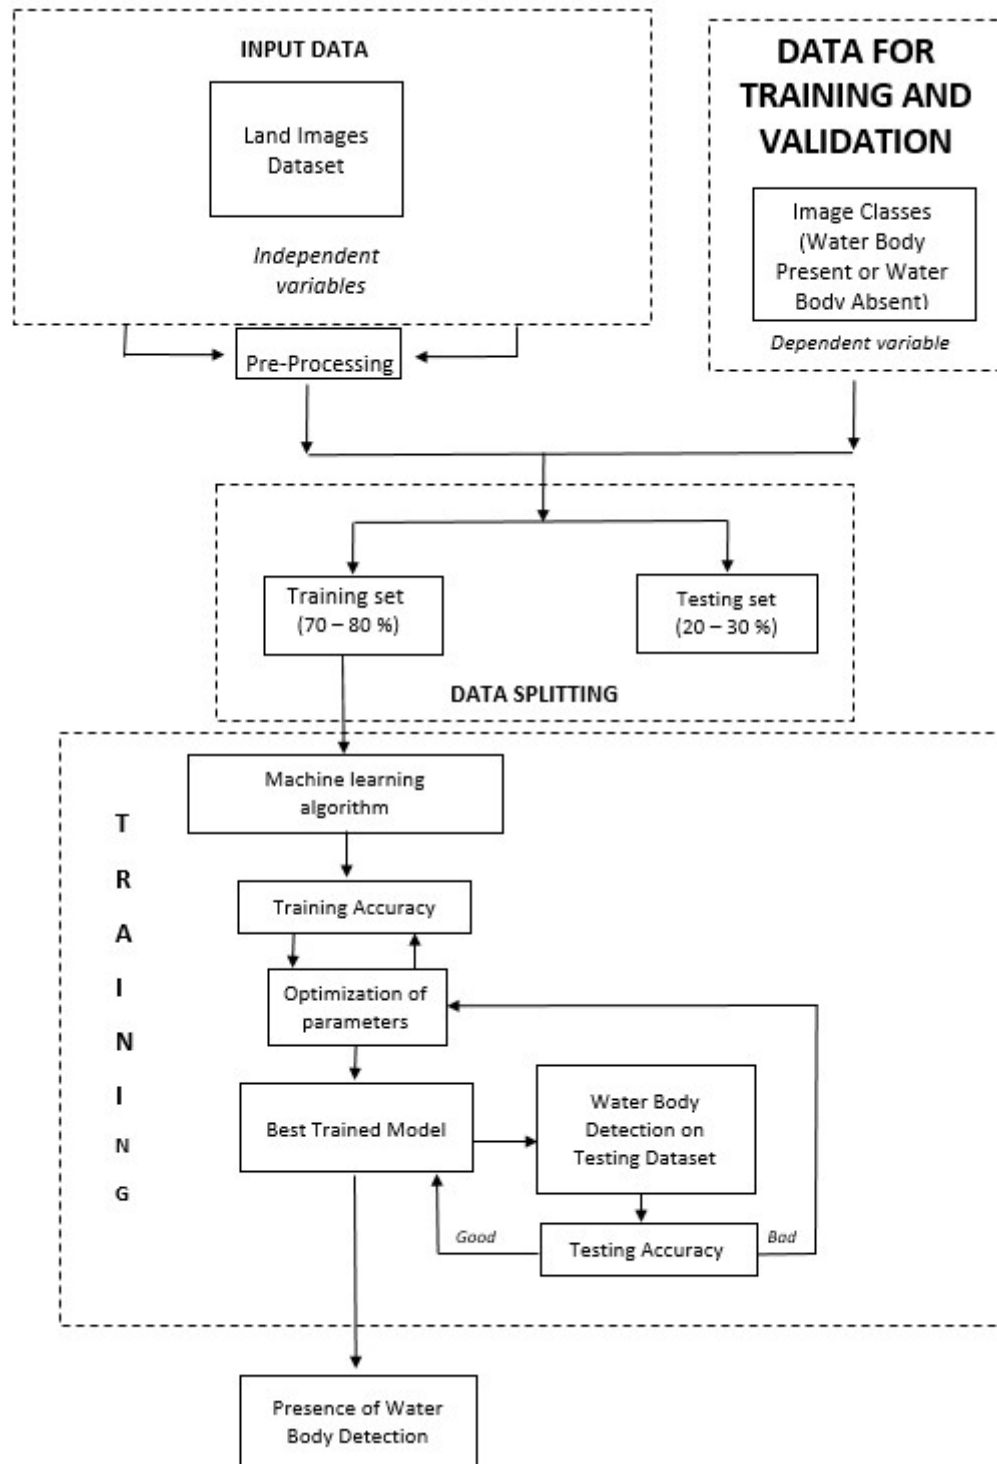 INPUT DATA
Land Images
Dataset
Independent
variables
DATA FOR
TRAINING AND
VALIDATION
Image Classes
(Water Body
Present or Water
Body Absent)
Dependent variable
Pre-Processing
Training set
(70 – 80 %)
Testing set
(20 – 30 %)
DATA SPLITTING
T
R
A
I
N
I
N
G
Machine learning
algorithm
Training Accuracy
Optimization of
parameters
Best Trained Model
Water Body
Detection on
Testing Dataset
Good
Testing Accuracy
Bad
Presence of Water
Body Detection